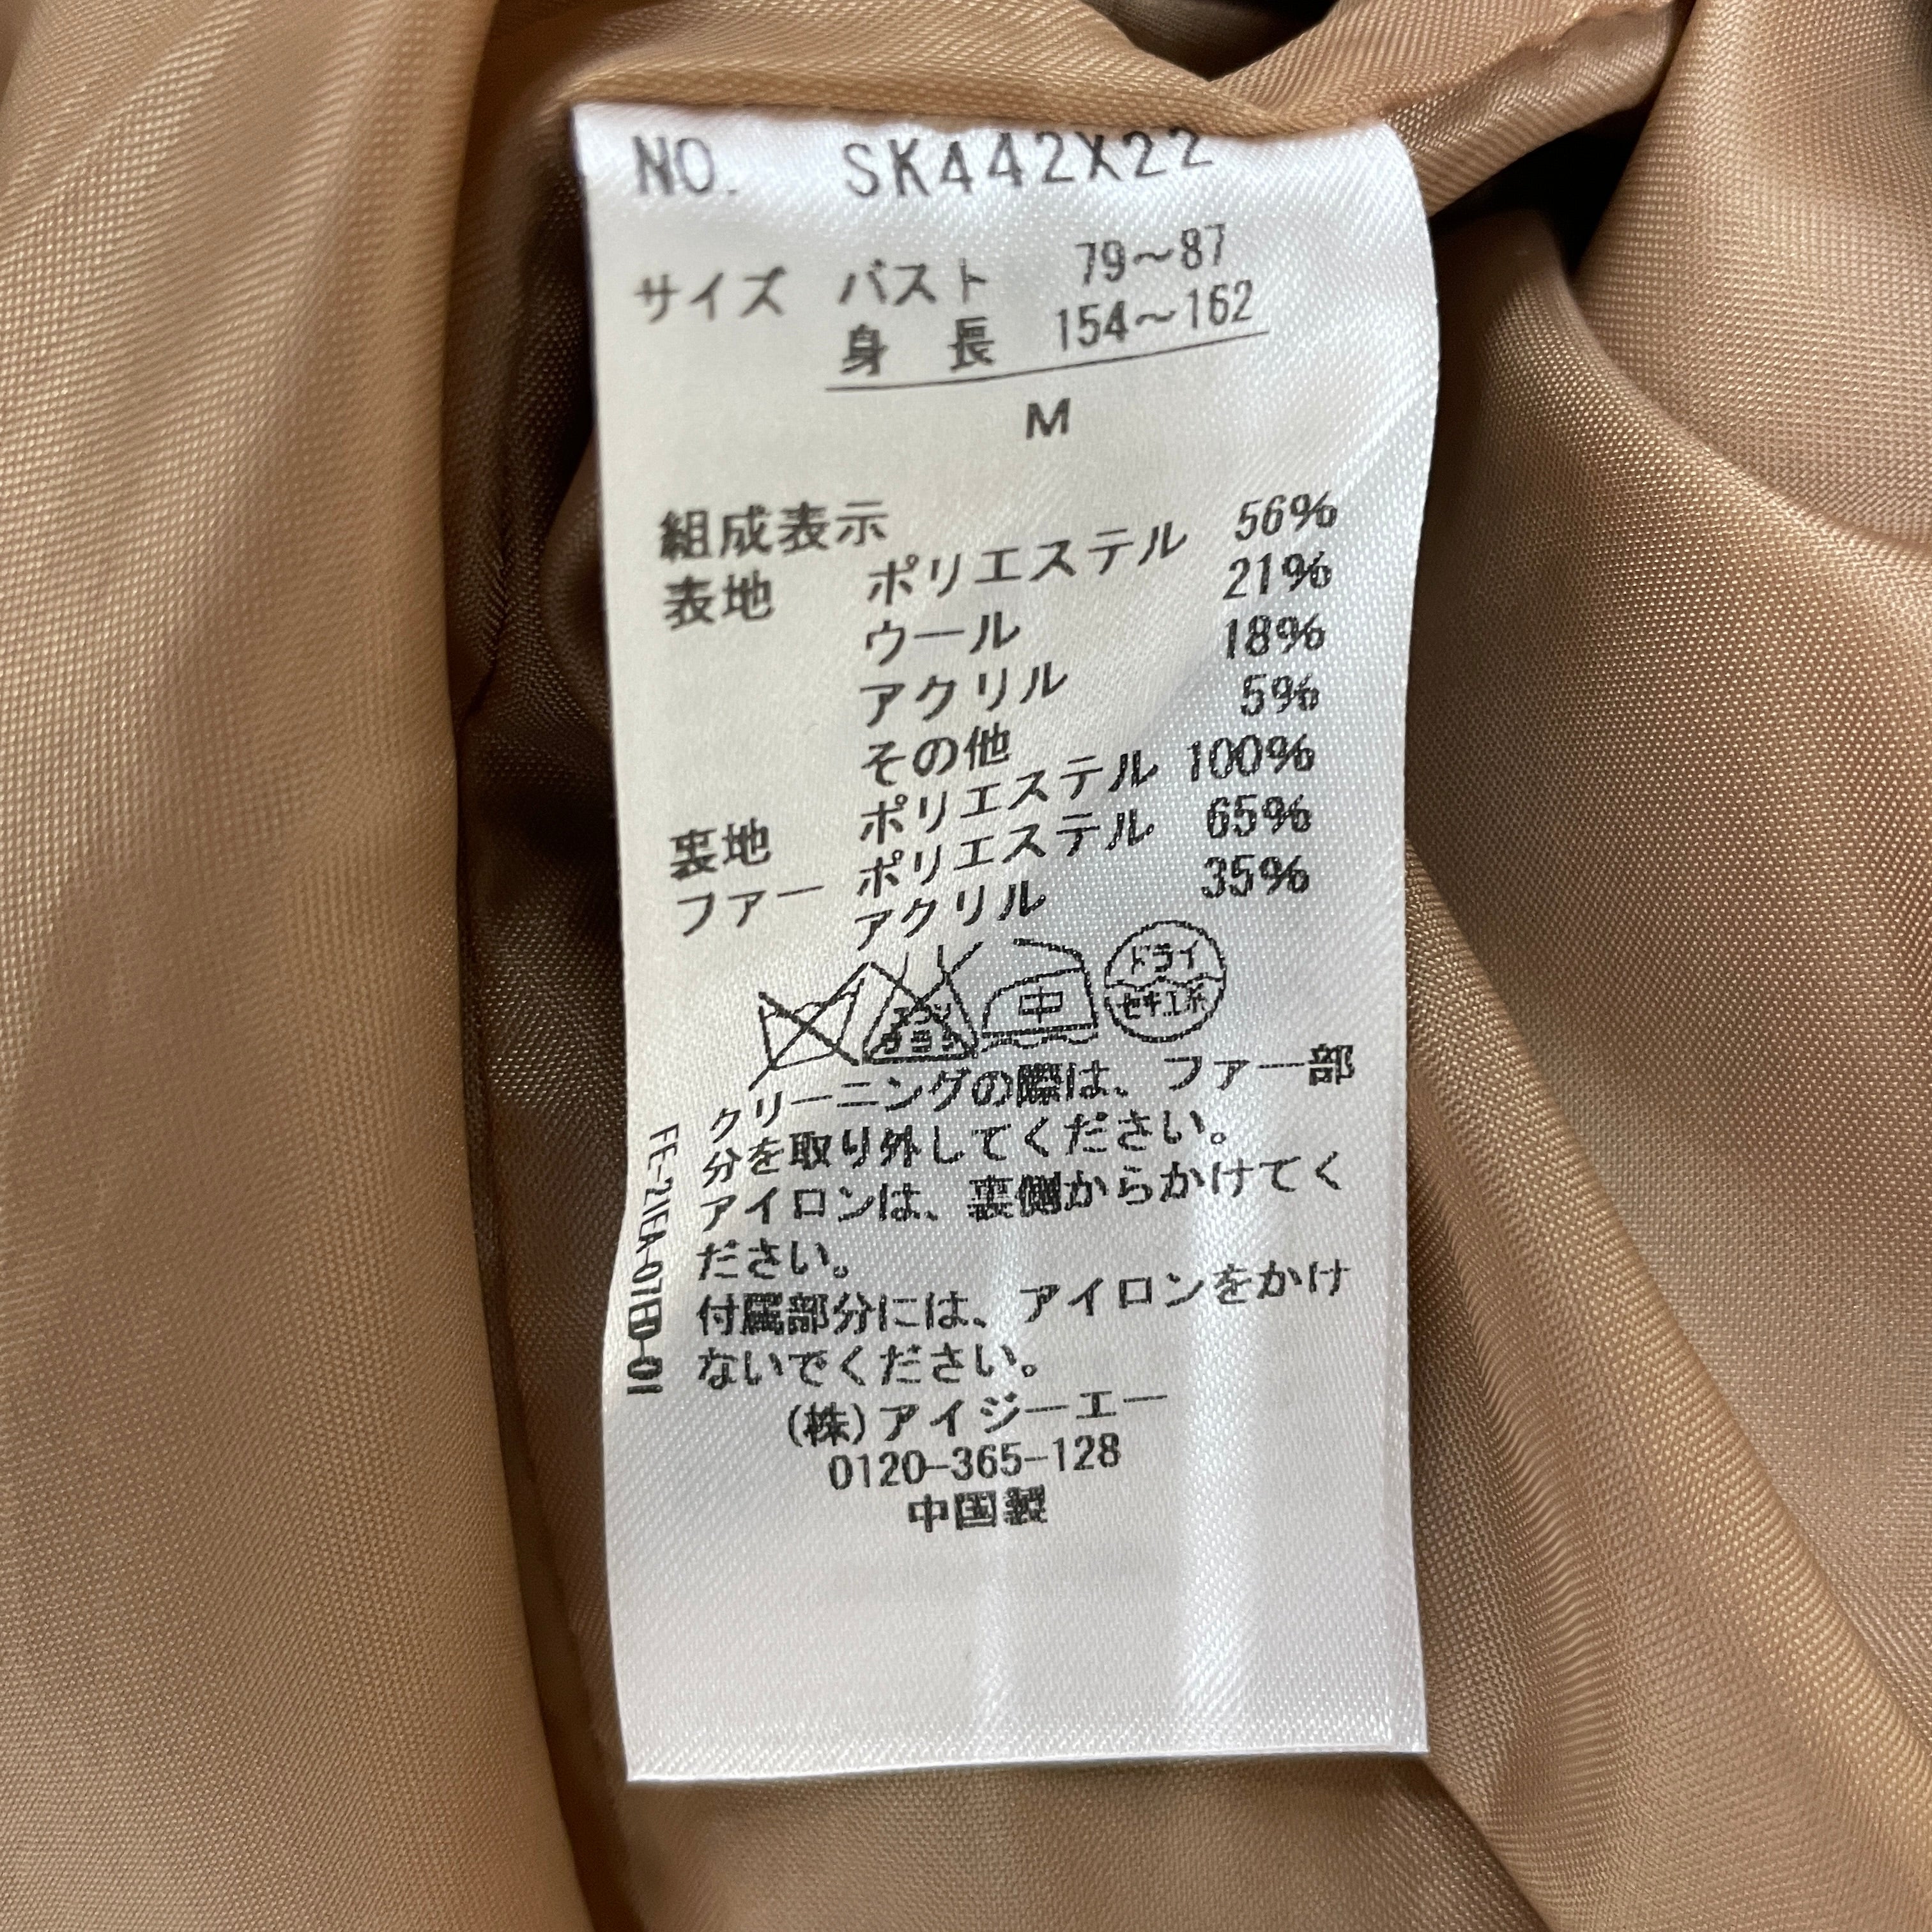 NO. SK442X22
サイズ バスト 79〜87
身 長 154〜162
M
組成表示
表地 ポリエステル 56%
ウール 21%
アクリル 18%
その他 5%
裏地 ポリエステル 100%
ファー ポリエステル 65%
アクリル 35%
エンソ サラシ 中 ドライ
セキユ系
クリーニングの際は、ファー部
分を取り外してください。
アイロンは、裏側からかけてく
ださい。
付属部分には、アイロンをかけ
ないでください。
(株)アイジーエー
0120-365-128
中国製